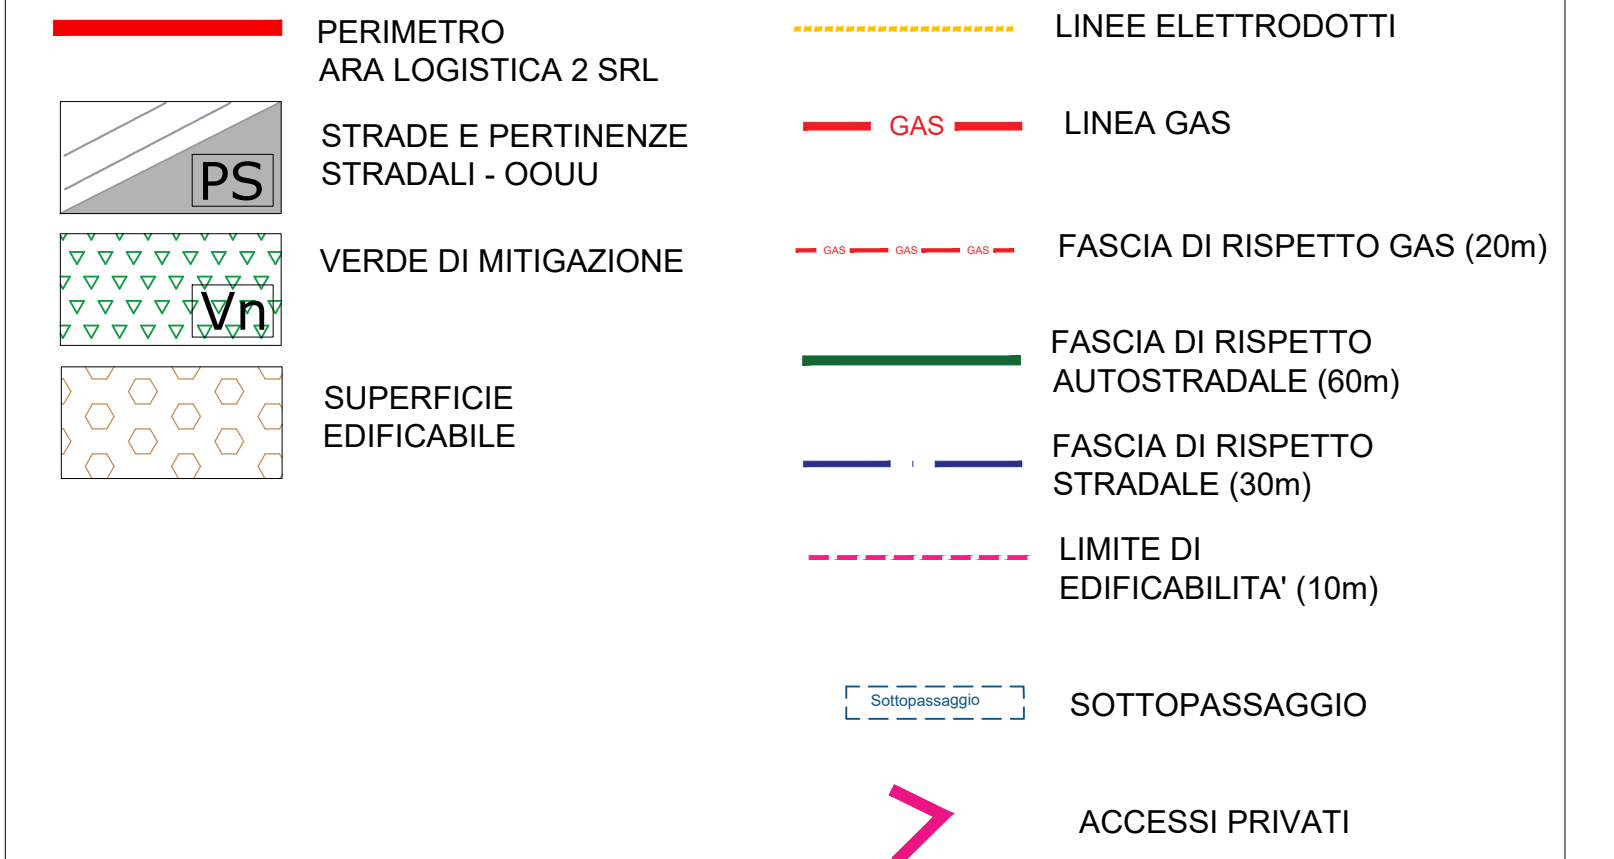 PERIMETRO
ARA LOGISTICA 2 SRL
PS
STRADE E PERTINENZE
STRADALI - OOUU
Vn
VERDE DI MITIGAZIONE
SUPERFICIE
EDIFICABILE
LINEE ELETTRODOTTI
GAS
LINEA GAS
GAS GAS GAS
FASCIA DI RISPETTO GAS (20m)
FASCIA DI RISPETTO
AUTOSTRADALE (60m)
FASCIA DI RISPETTO
STRADALE (30m)
LIMITE DI
EDIFICABILITA' (10m)
Sottopassaggio
SOTTOPASSAGGIO
ACCESSI PRIVATI